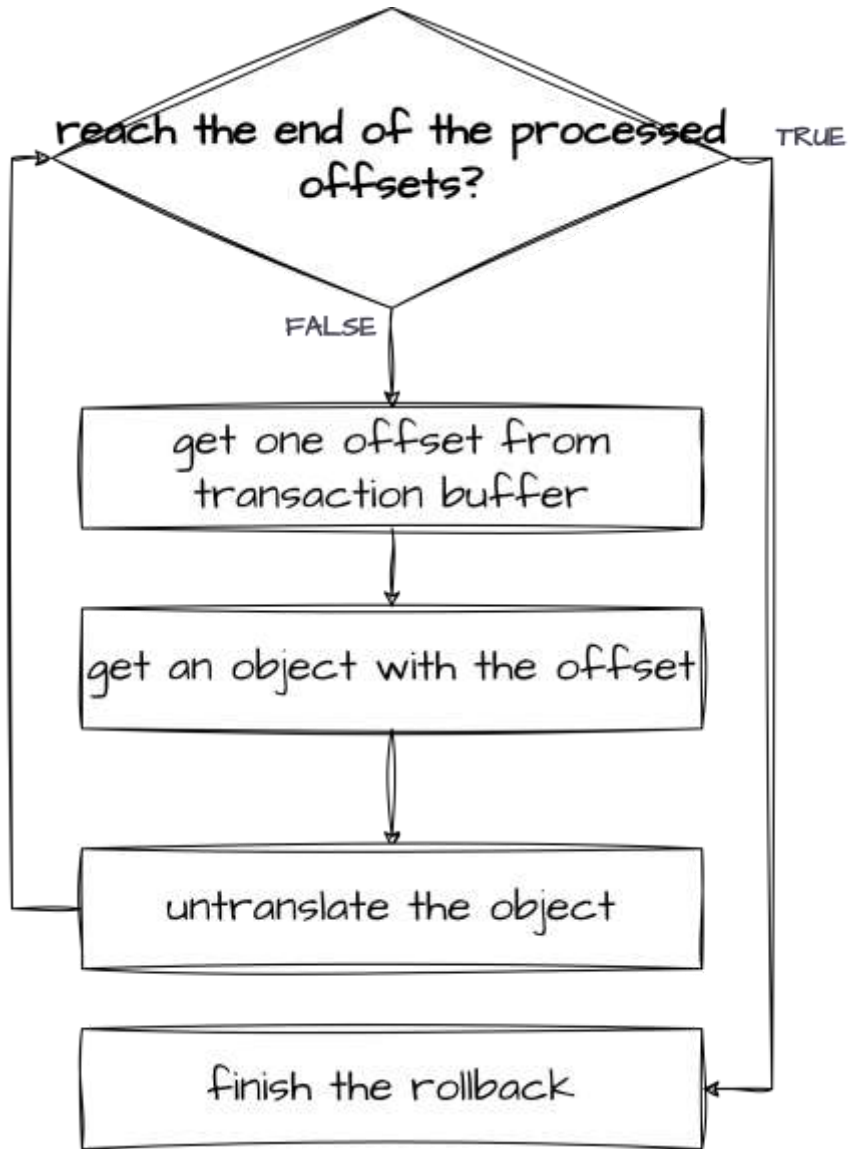 reach the end of the processed
offsets?
TRUE
FALSE
get one offset from
transaction buffer
get an object with the offset
untranslate the object
finish the rollback